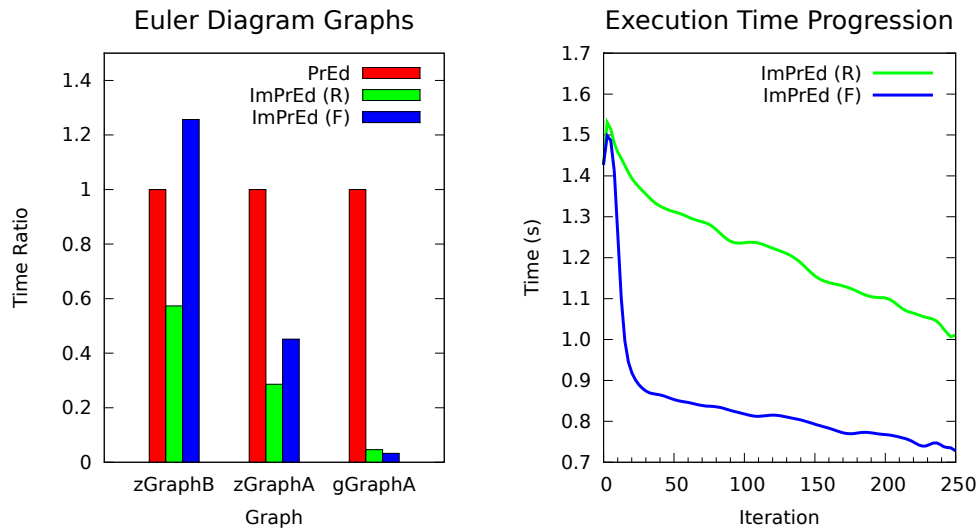 Euler Diagram Graphs
PrEd
ImPrEd (R)
ImPrEd (F)
1.4
1.2
1
0.8
0.6
0.4
0.2
0
Time Ratio
zGraphB
zGraphA
gGraphA
Graph
Execution Time Progression
ImPrEd (R)
ImPrEd (F)
1.7
1.6
1.5
1.4
1.3
1.2
1.1
1.0
0.9
0.8
0.7
Time (s)
0
50
100
150
200
250
Iteration